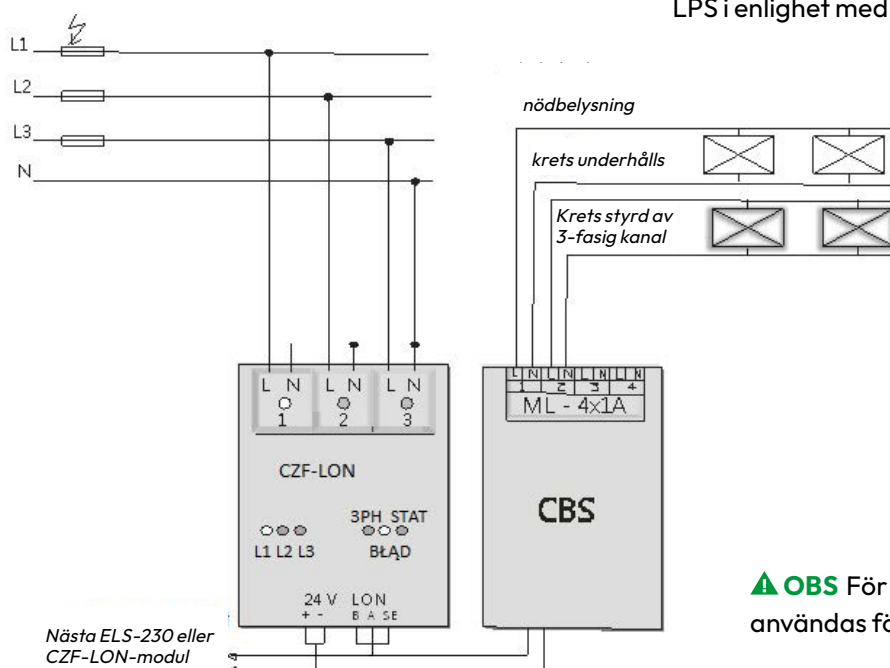 LPS i enlighet med
L1
L2
L3
N
nödbelysning
krets underhålls
Krets styrd av
3-fasig kanal
L N L N L N
1 2 3
CZF-LON
3PH STAT
L1 L2 L3 BŁĄD
24 V LON
+ - B A SE
L N L N L N L N
1 2 3 4
ML - 4x1A
CBS
Nästa ELS-230 eller
CZF-LON-modul
OBS För
användas fö